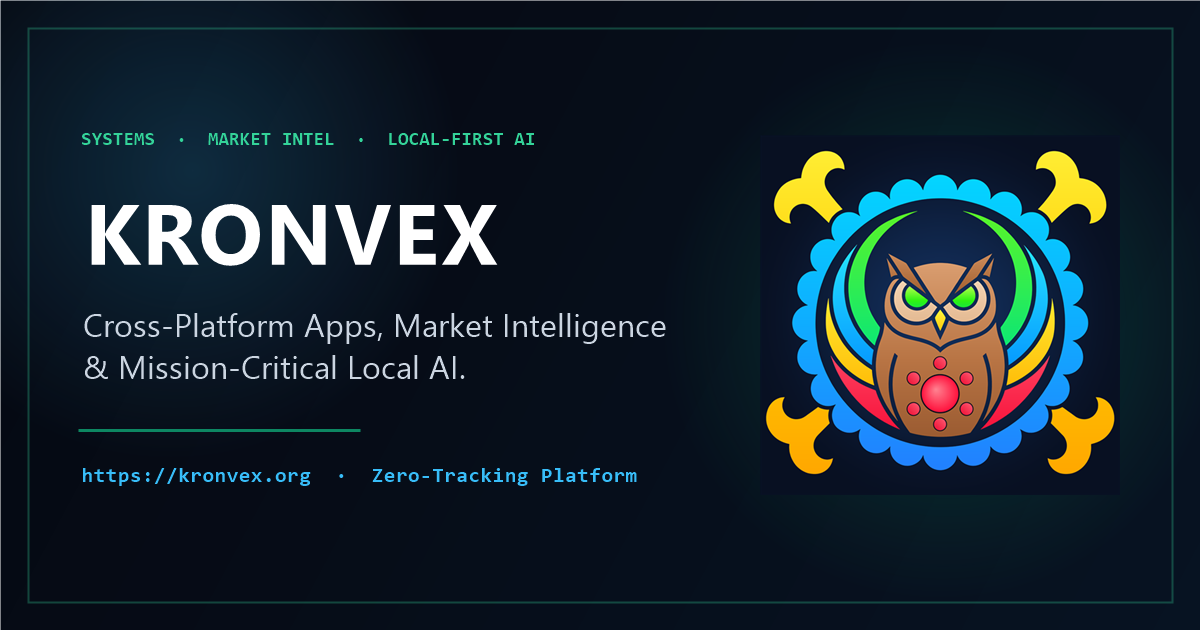 SYSTEMS · MARKET INTEL · LOCAL-FIRST AI
KRONVEX
Cross-Platform Apps, Market Intelligence
& Mission-Critical Local AI.
https://kronvex.org · Zero-Tracking Platform